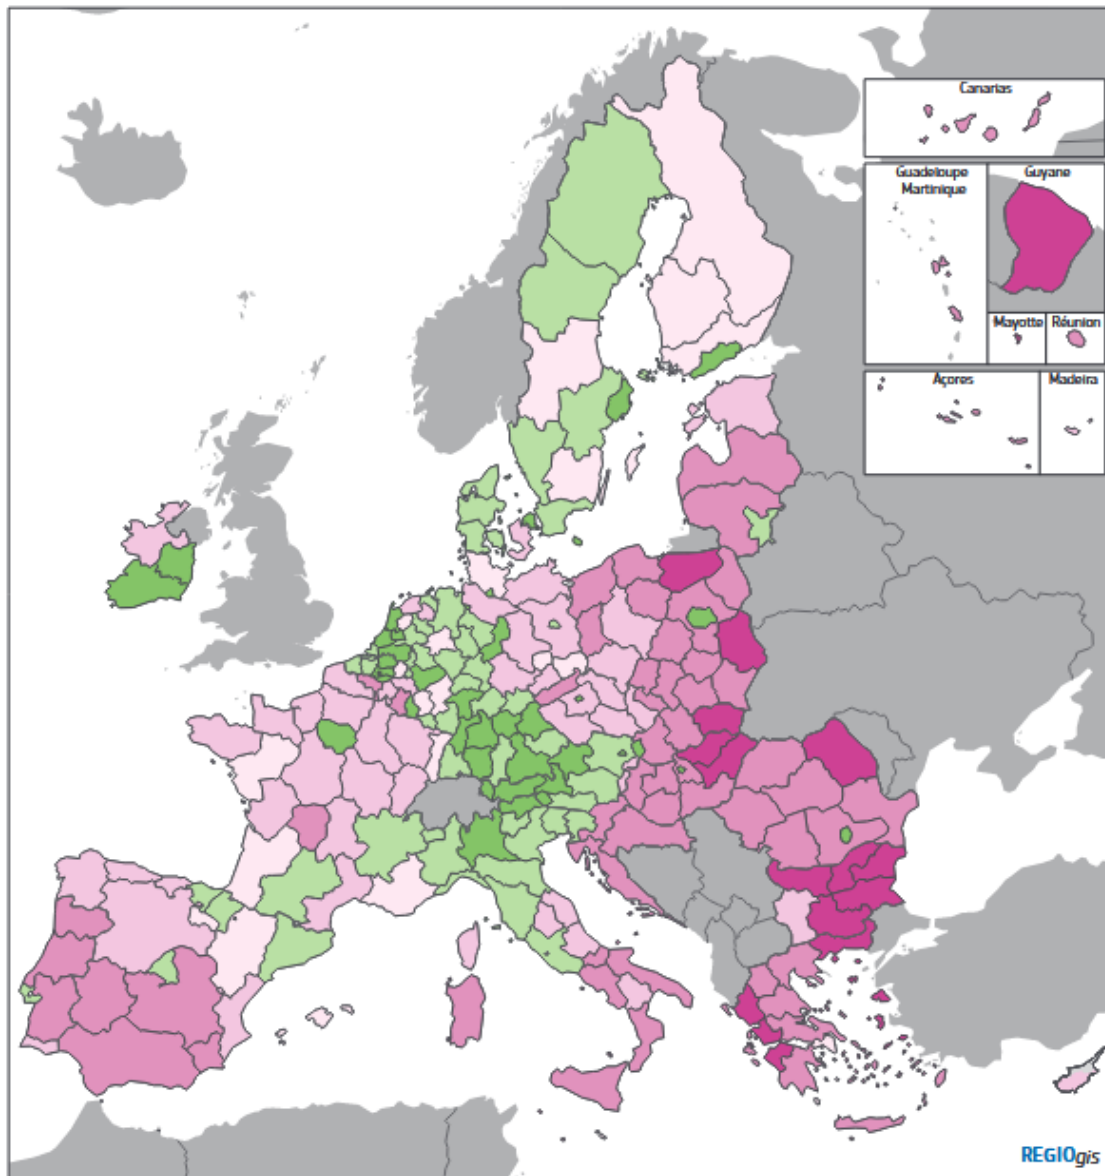 Canarias
Guadeloupe
Martinique
Guyane
Mayotte
Réunion
Açores
Madeira
REGIOgis